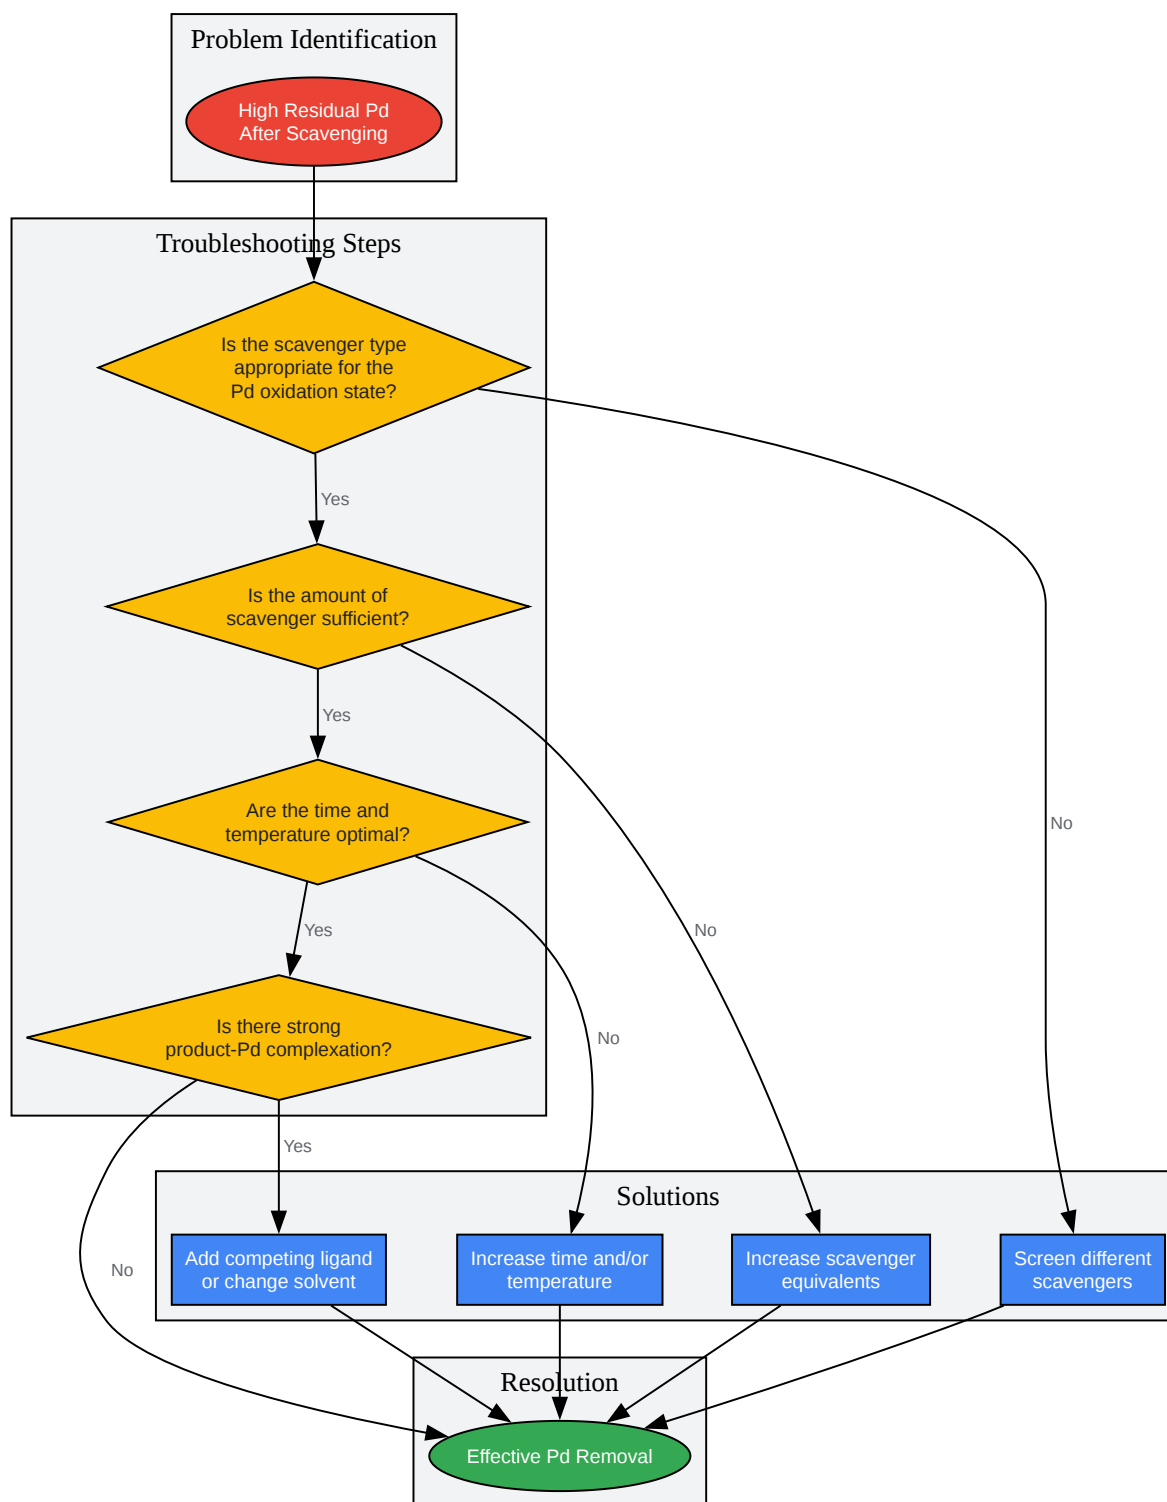 Problem Identification
High Residual Pd
After Scavenging
Troubleshooting Steps
Is the scavenger type
appropriate for the
Pd oxidation state?
Yes
Is the amount of
scavenger sufficient?
Yes
Are the time and
temperature optimal?
No
Yes
No
Is there strong
product-Pd complexation?
No
Yes
No
Solutions
Add competing ligand
or change solvent
Increase time and/or
temperature
Increase scavenger
equivalents
Screen different
scavengers
Resolution
Effective Pd Removal